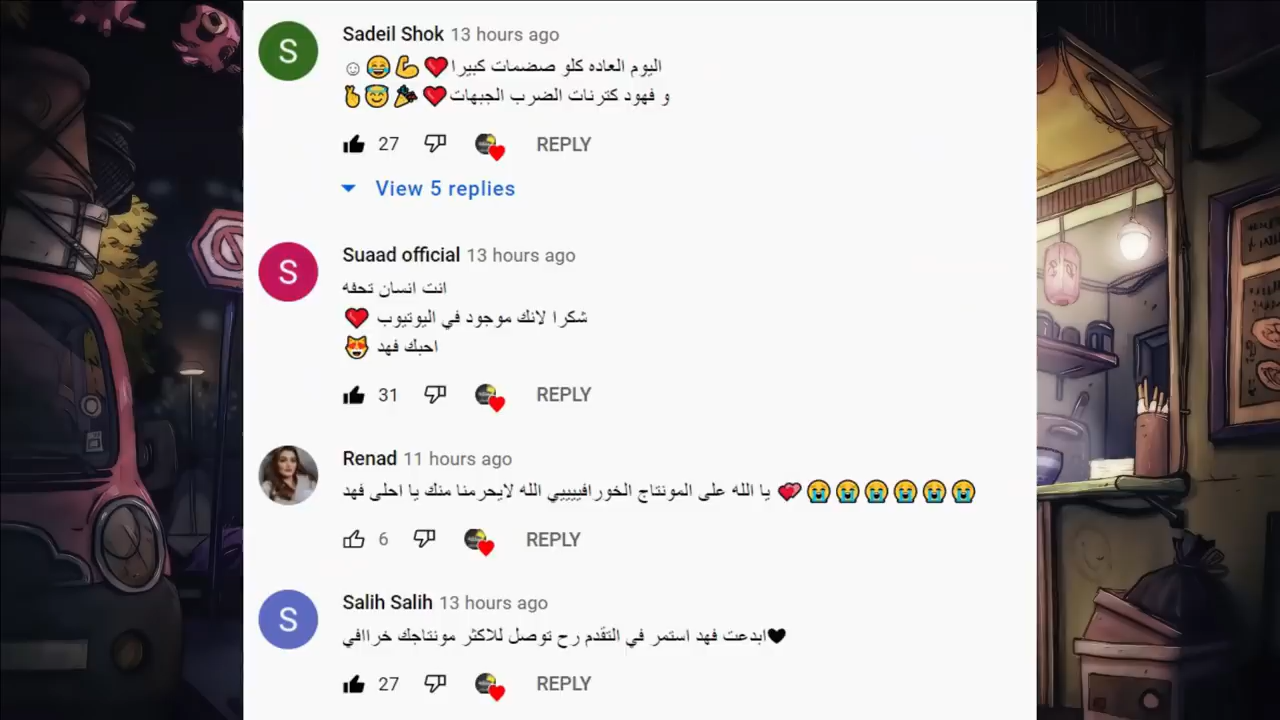 S
Sadeil Shok 13 hours ago
اليوم العاده كلو صضمات كبيرا❤️💪😂☺
و فهود كترنات الضرب الجبهات❤️🎉😇🤞
27 REPLY
View 5 replies
S
Suaad official 13 hours ago
انت انسان تحفه
شكرا لانك موجود في اليوتيوب ❤️
احبك فهد 😻
31 REPLY
Renad 11 hours ago
يا الله على المونتاج الخورافيييييي الله لايحرمنا منك يا احلى فهد 💕😭😭😭😭😭😭
6 REPLY
S
Salih Salih 13 hours ago
ابدعت فهد استمر في التقدم رح توصل للاكثر مونتاجك خراافي🖤
27 REPLY